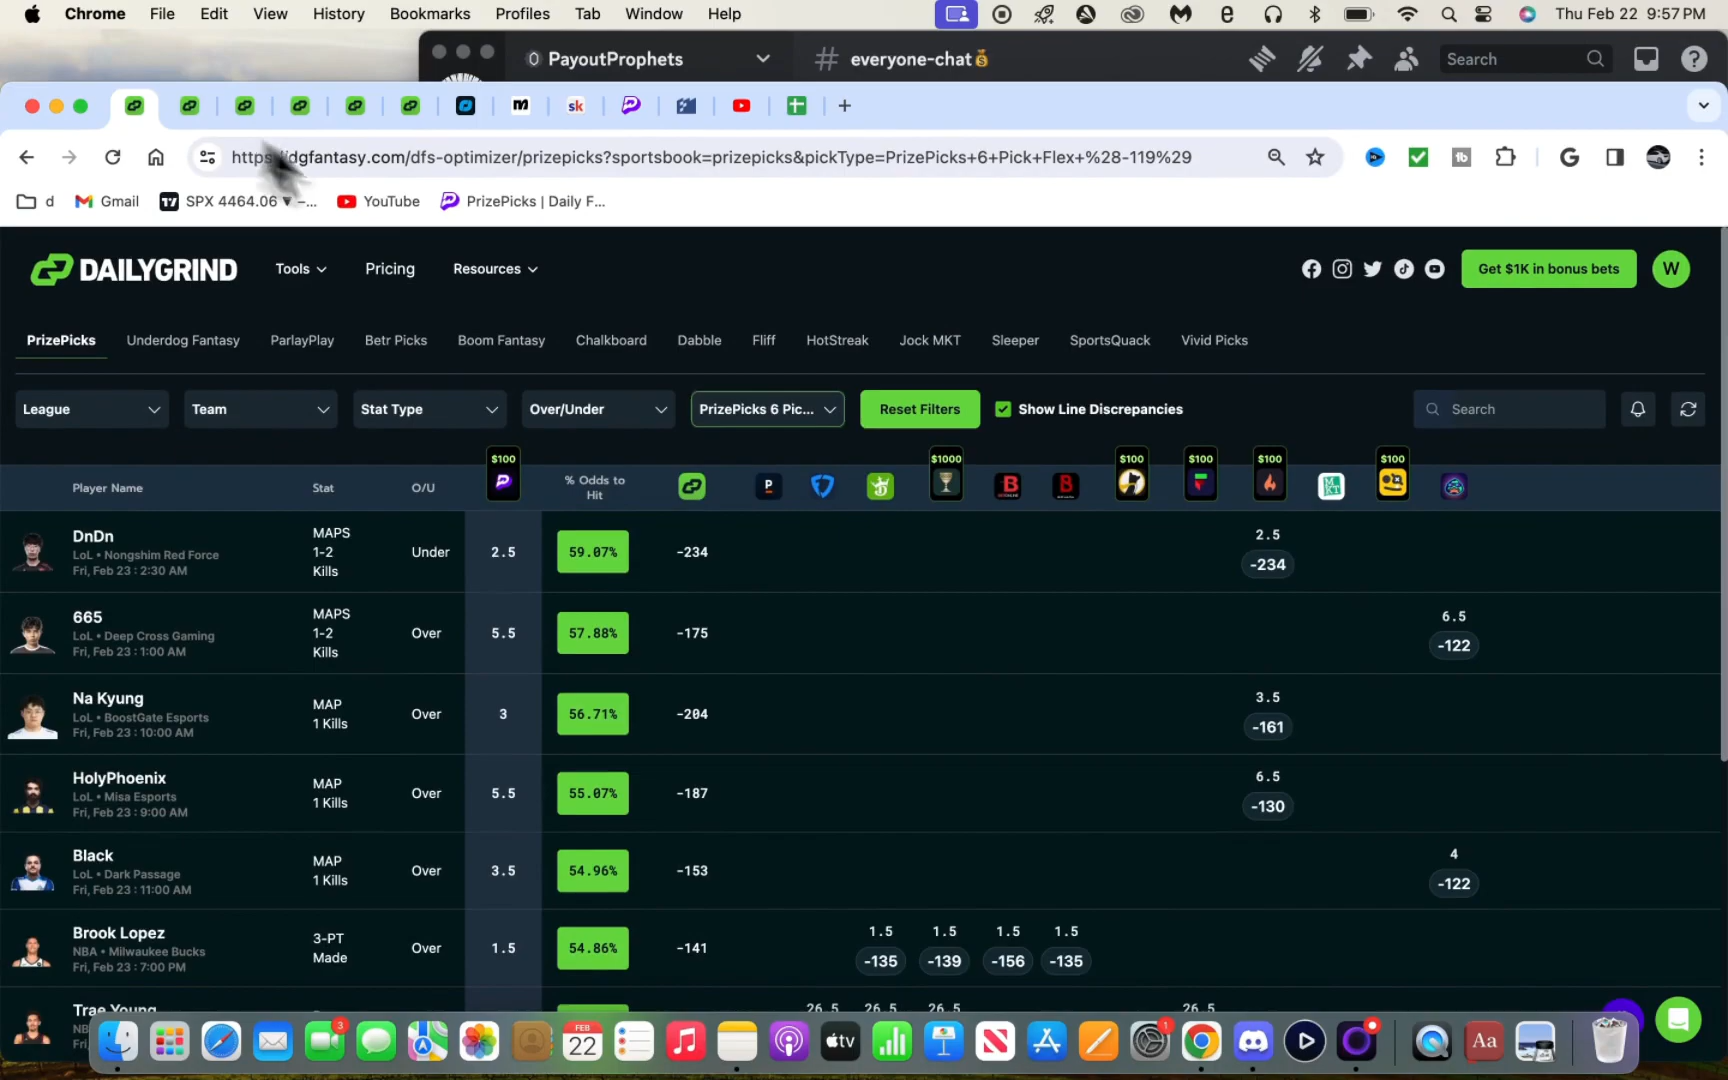 Chrome File Edit View History Bookmarks Profiles Tab Window Help Thu Feb 22 9:57 PM
PayoutProphets # everyone-chat💰 Search
https://dgfantasy.com/dfs-optimizer/prizepicks?sportsbook=prizepicks&pickType=PrizePicks+6+Pick+Flex+%28-119%29
d Gmail SPX 4464.06 ▼ −... YouTube PrizePicks | Daily F...
DAILYGRIND Tools Pricing Resources Get $1K in bonus bets W
PrizePicks Underdog Fantasy ParlayPlay Betr Picks Boom Fantasy Chalkboard Dabble Fliff HotStreak Jock MKT Sleeper SportsQuack Vivid Picks
League Team Stat Type Over/Under PrizePicks 6 Pic... Reset Filters Show Line Discrepancies Search
$100 $1000 $100 $100 $100 $100
Player Name Stat O/U % Odds to
Hit
DnDn
LoL • Nongshim Red Force
Fri, Feb 23 : 2:30 AM
MAPS
1-2
Kills
Under 2.5 59.07% -234
2.5
-234
665
LoL • Deep Cross Gaming
Fri, Feb 23 : 1:00 AM
MAPS
1-2
Kills
Over 5.5 57.88% -175
6.5
-122
Na Kyung
LoL • BoostGate Esports
Fri, Feb 23 : 10:00 AM
MAP
1 Kills
Over 3 56.71% -204
3.5
-161
HolyPhoenix
LoL • Misa Esports
Fri, Feb 23 : 9:00 AM
MAP
1 Kills
Over 5.5 55.07% -187
6.5
-130
Black
LoL • Dark Passage
Fri, Feb 23 : 11:00 AM
MAP
1 Kills
Over 3.5 54.96% -153
4
-122
Brook Lopez
NBA • Milwaukee Bucks
Fri, Feb 23 : 7:00 PM
3-PT
Made
Over 1.5 54.86% -141
1.5 1.5 1.5 1.5
-135 -139 -156 -135
Trae Young
26.5 26.5 26.5 26.5